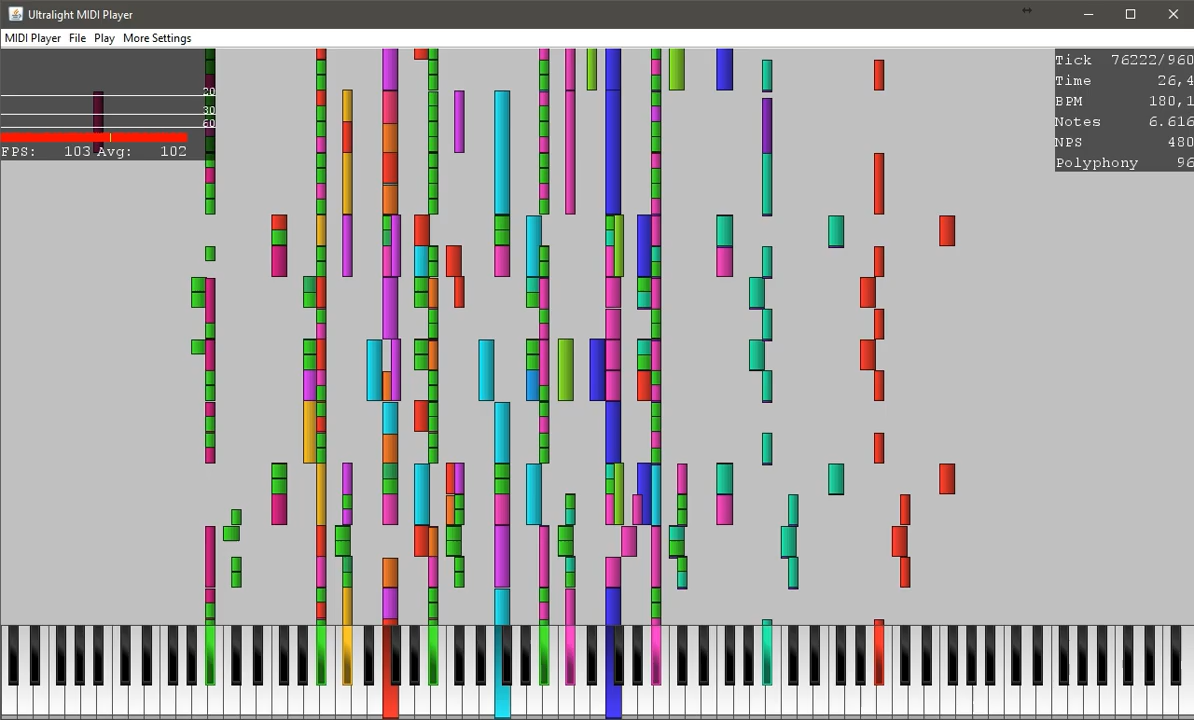 Ultralight MIDI Player
MIDI Player File Play More Settings
20
30
60
FPS: 103 Avg: 102
Tick 76222/960
Time 26,4
BPM 180,1
Notes 6.616
NPS 480
Polyphony 96